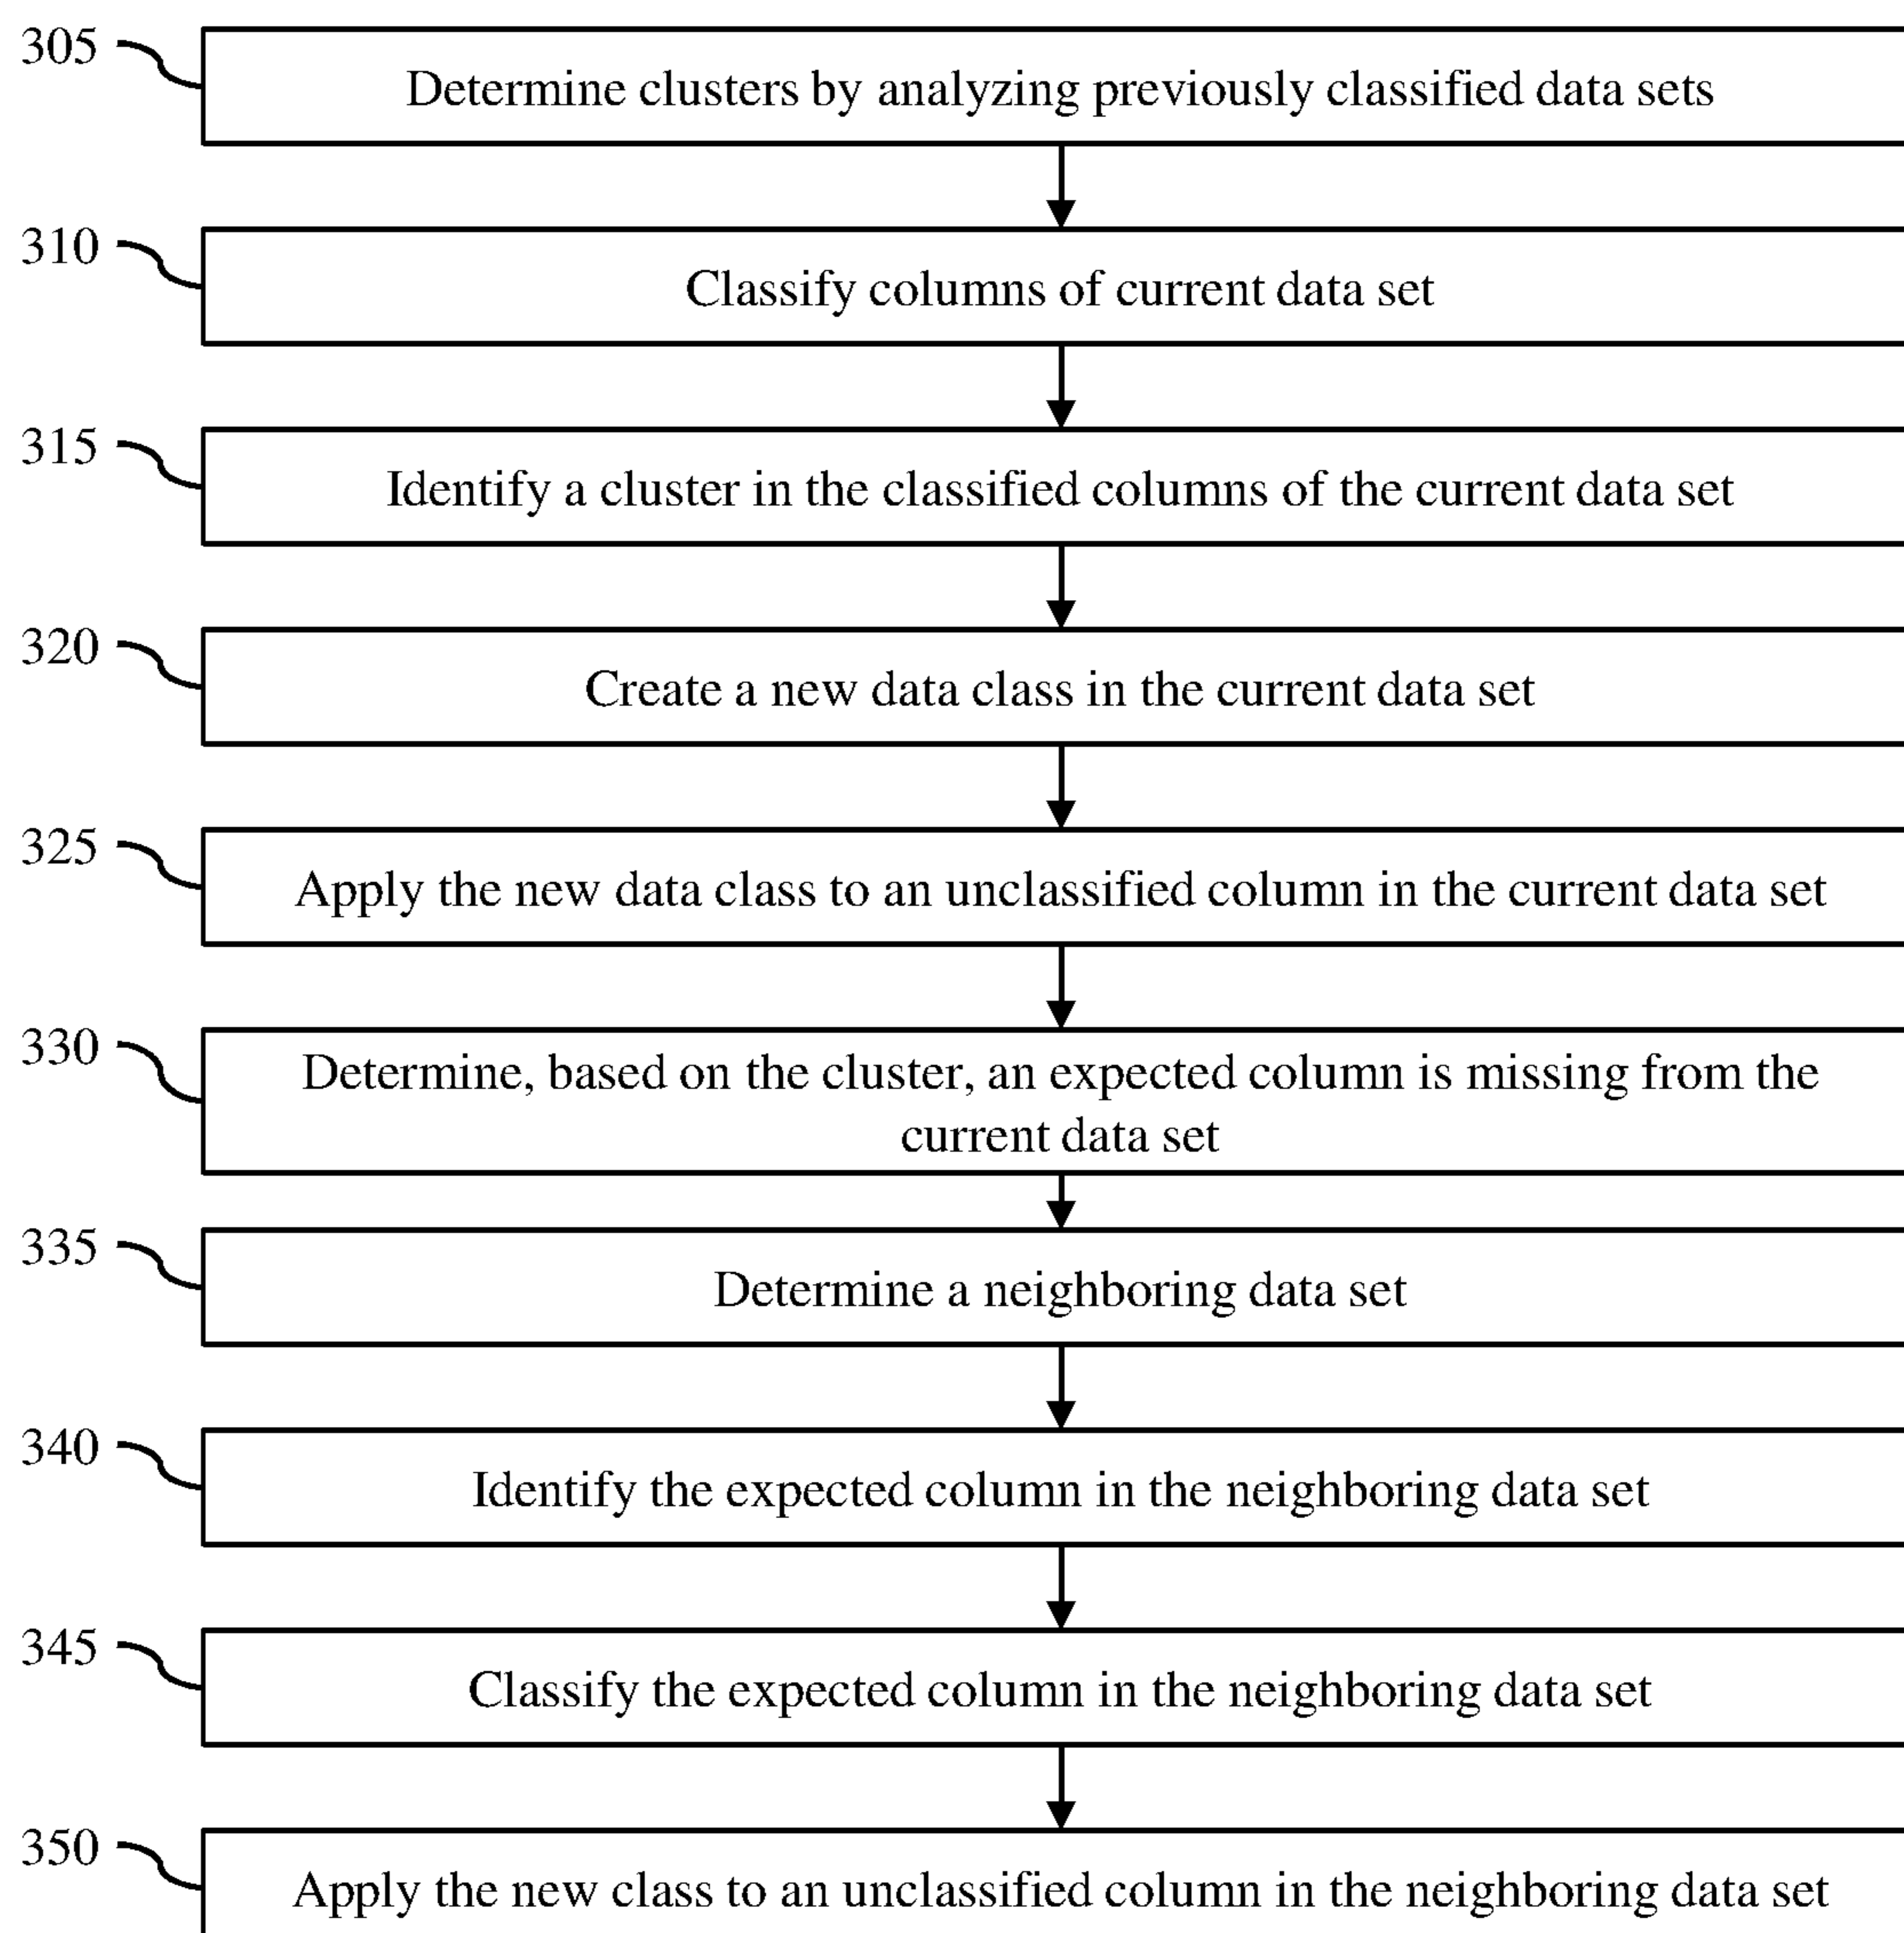 305
Determine clusters by analyzing previously classified data sets
310
Classify columns of current data set
315
Identify a cluster in the classified columns of the current data set
320
Create a new data class in the current data set
325
Apply the new data class to an unclassified column in the current data set
330
Determine, based on the cluster, an expected column is missing from the
current data set
335
Determine a neighboring data set
340
Identify the expected column in the neighboring data set
345
Classify the expected column in the neighboring data set
350
Apply the new class to an unclassified column in the neighboring data set